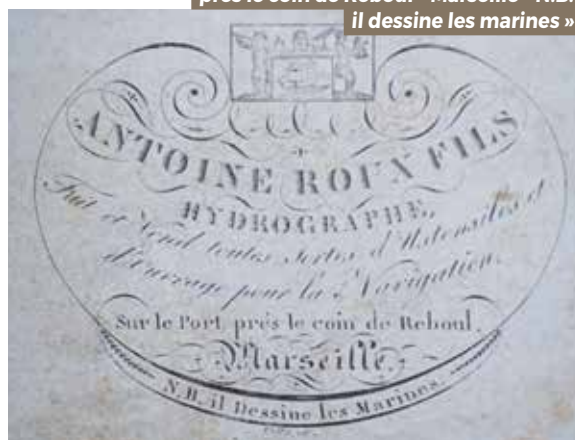 près le coin de Reboul - Marseille - N.B.
il dessine les marines »
ANTOINE ROUX FILS
HYDROGRAPHE,
Fait et Vend toutes Sortes d'Ustensiles et
d'ouvrage pour la Navigation.
Sur le Port prés le coin de Reboul.
Marseille.
N.B. il Dessine les Marines.